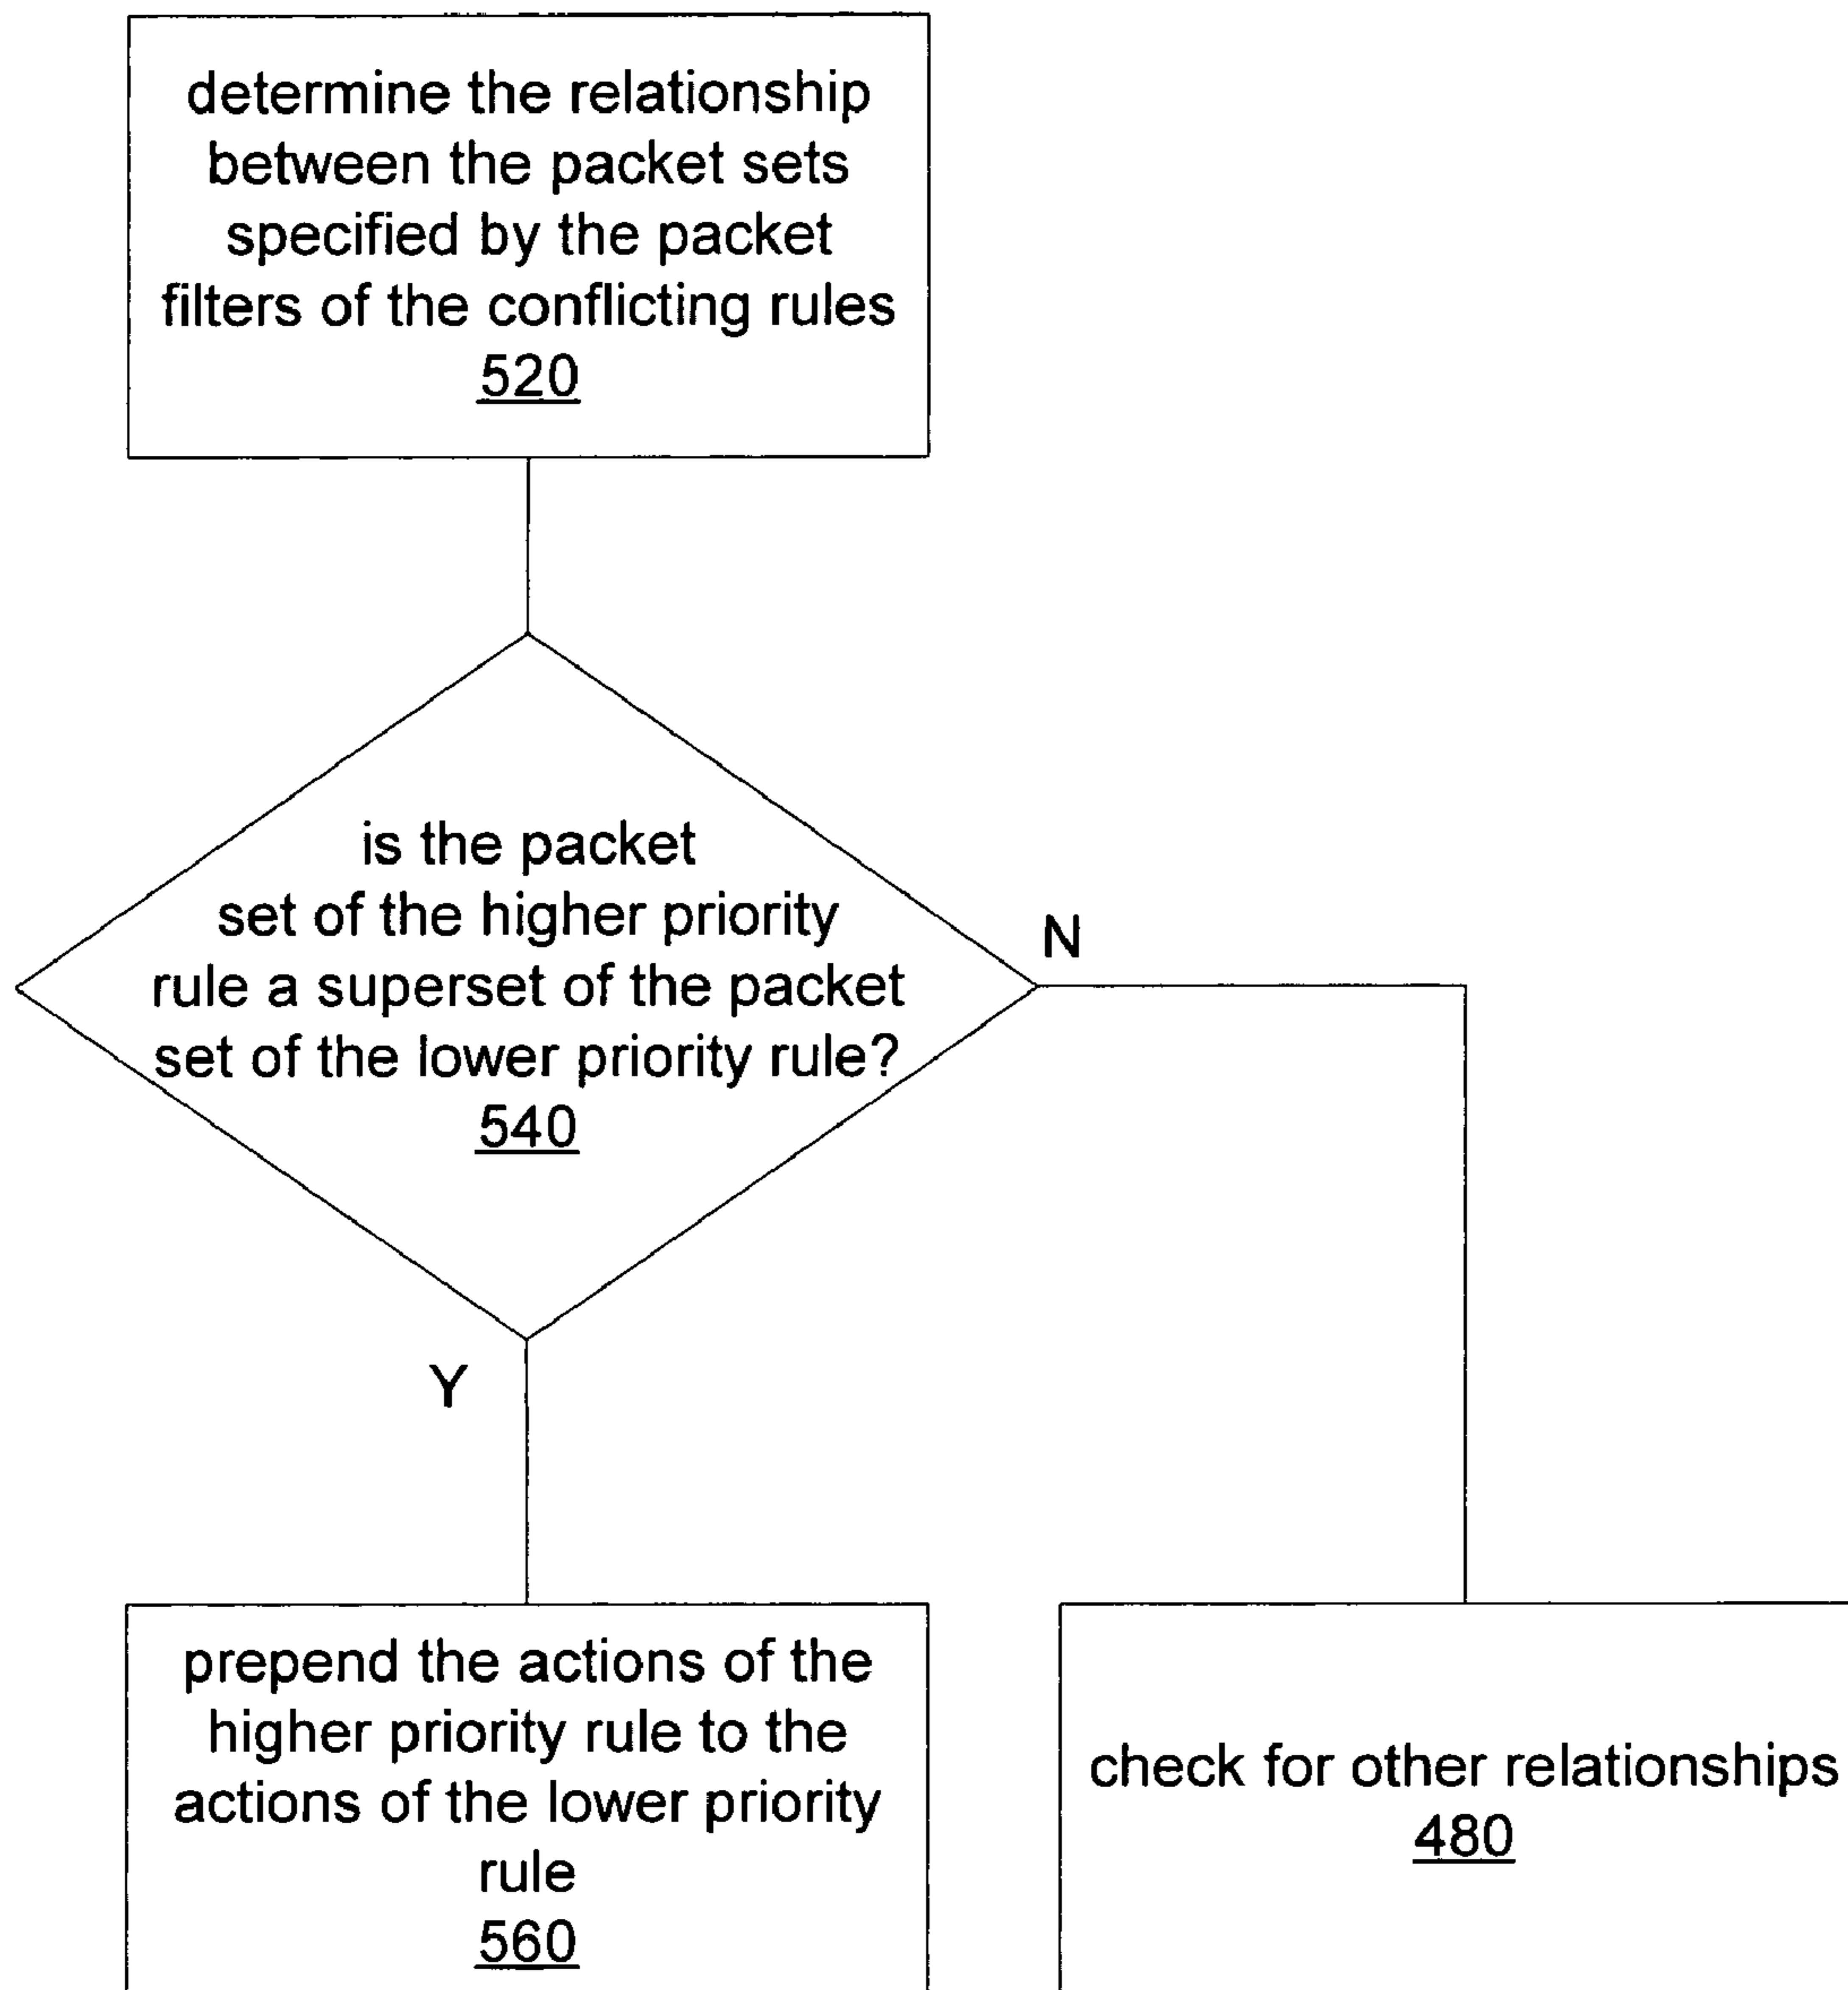 determine the relationship
between the packet sets
specified by the packet
filters of the conflicting rules
520
is the packet
set of the higher priority
rule a superset of the packet
set of the lower priority rule?
540
N
Y
prepend the actions of the
higher priority rule to the
actions of the lower priority
rule
560
check for other relationships
480